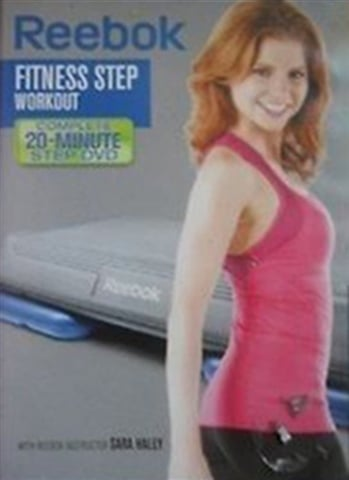 Reebok
FITNESS STEP
WORKOUT
COMPLETE
20-MINUTE
STEP DVD
Reebok
WITH REEBOK INSTRUCTOR SARA HALEY